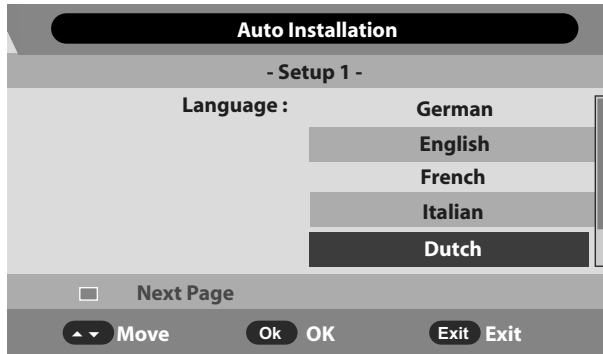 Auto Installation
- Setup 1 -
Language : German
English
French
Italian
Dutch
Next Page
Move Ok OK Exit Exit